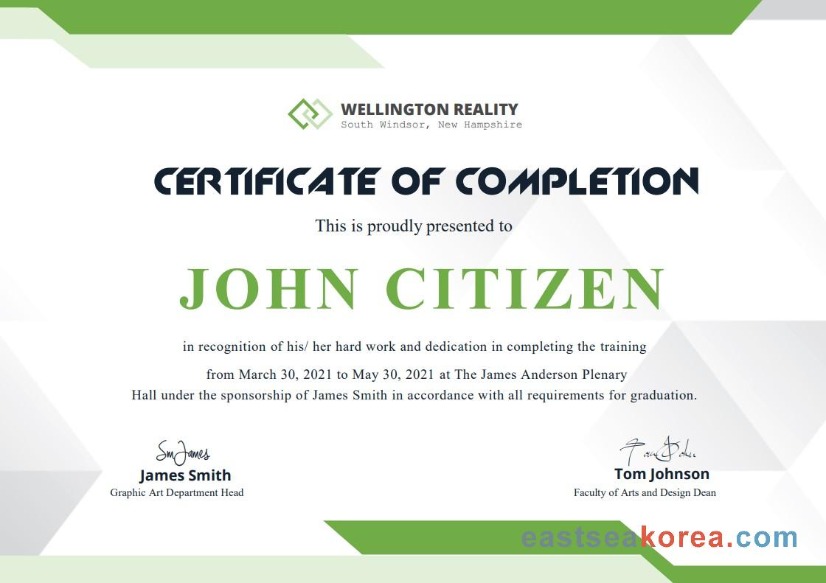 WELLINGTON REALITY
South Windsor, New Hampshire
CERTIFICATE OF COMPLETION
This is proudly presented to
JOHN CITIZEN
in recognition of his/ her hard work and dedication in completing the training
from March 30, 2021 to May 30, 2021 at The James Anderson Plenary
Hall under the sponsorship of James Smith in accordance with all requirements for graduation.
James Smith
Graphic Art Department Head
Tom Johnson
Faculty of Arts and Design Dean
eastseakorea.com